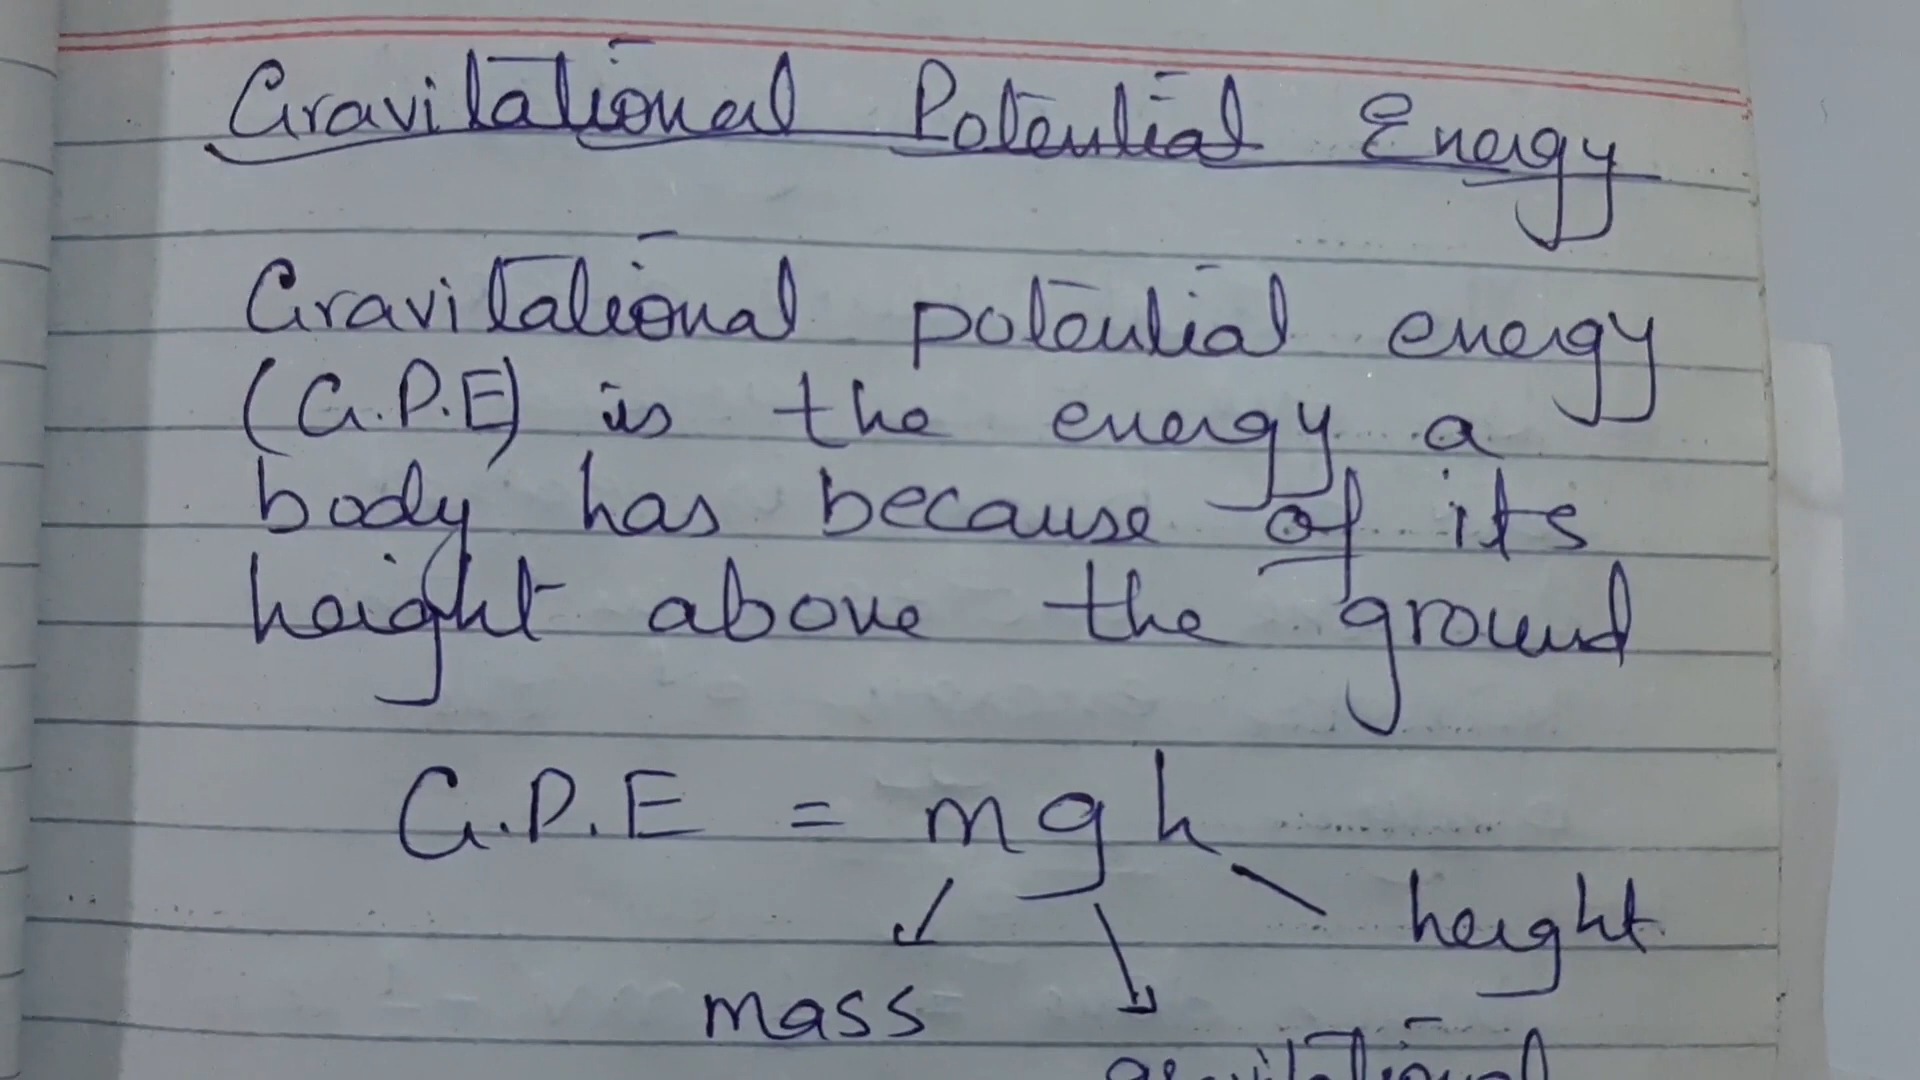 Gravitational Potential Energy
Gravitational potential energy
(G.P.E) is the energy a
body has because of its
height above the ground
G.P.E = mgh
height
mass
gravitational